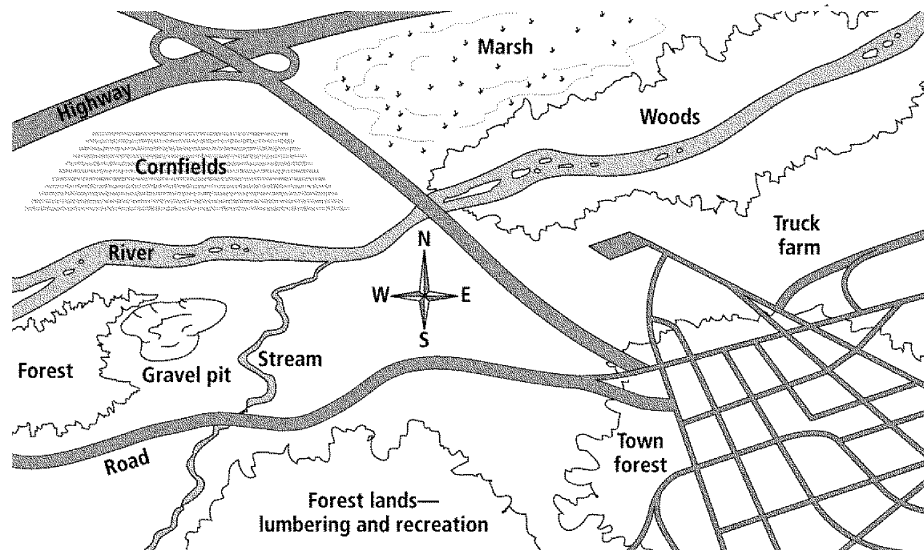 Marsh
Highway
Woods
Cornfields
Truck
farm
River
N
W E
S
Forest
Gravel pit
Stream
Road
Town
forest
Forest lands—
lumbering and recreation